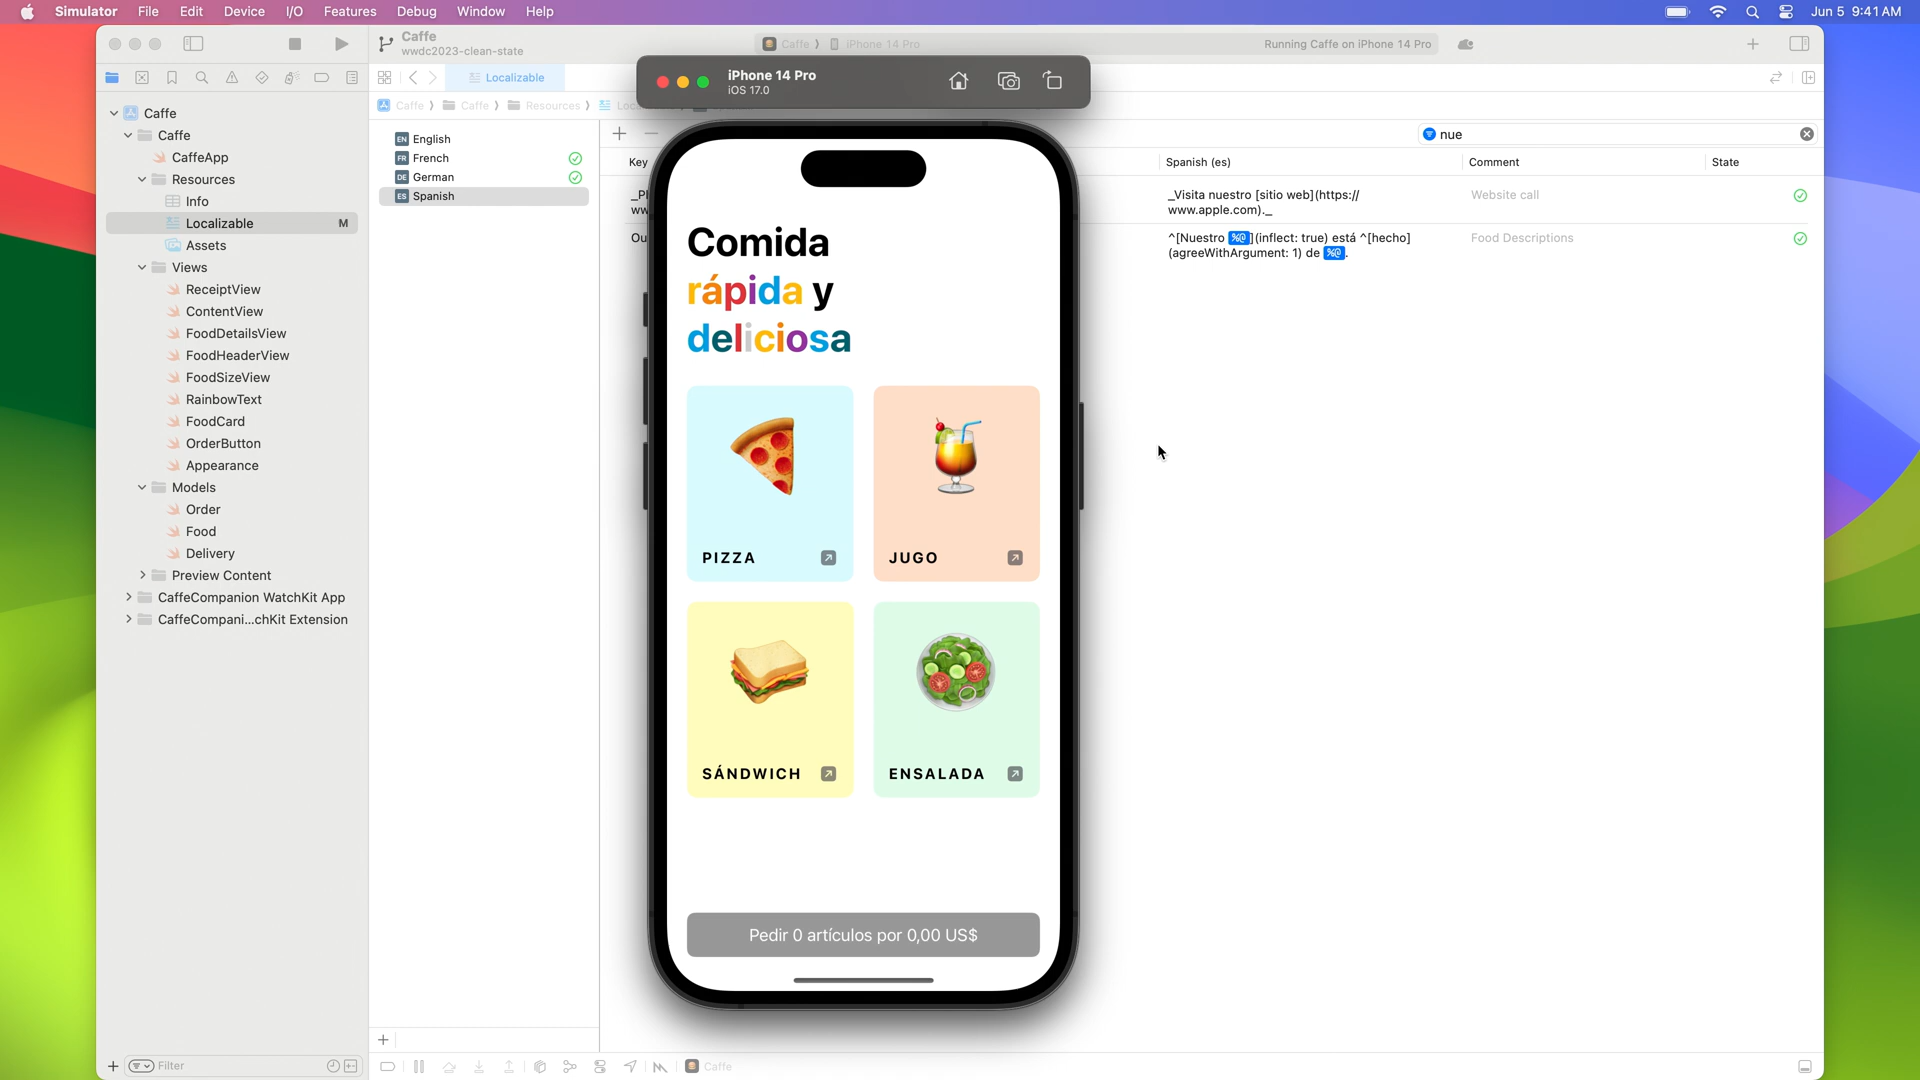 Simulator File Edit Device I/O Features Debug Window Help
Jun 5 9:41 AM
Caffe
wwdc2023-clean-state
Caffe
iPhone 14 Pro
Running Caffe on iPhone 14 Pro
Localizable
Caffe
Caffe
Resources
iPhone 14 Pro
iOS 17.0
Caffe
Caffe
CaffeApp
Resources
Info
Localizable M
Assets
Views
ReceiptView
ContentView
FoodDetailsView
FoodHeaderView
FoodSizeView
RainbowText
FoodCard
OrderButton
Appearance
Models
Order
Food
Delivery
Preview Content
CaffeCompanion WatchKit App
CaffeCompani...chKit Extension
Filter
EN English
FR French
DE German
ES Spanish
nue
Key
Spanish (es)
Comment
State
_Visita nuestro [sitio web](https://
www.apple.com)._
Website call
^[Nuestro %@](inflect: true) está ^[hecho]
(agreeWithArgument: 1) de %@.
Food Descriptions
Comida
rápida y
deliciosa
PIZZA
JUGO
SÁNDWICH
ENSALADA
Pedir 0 artículos por 0,00 US$
Caffe